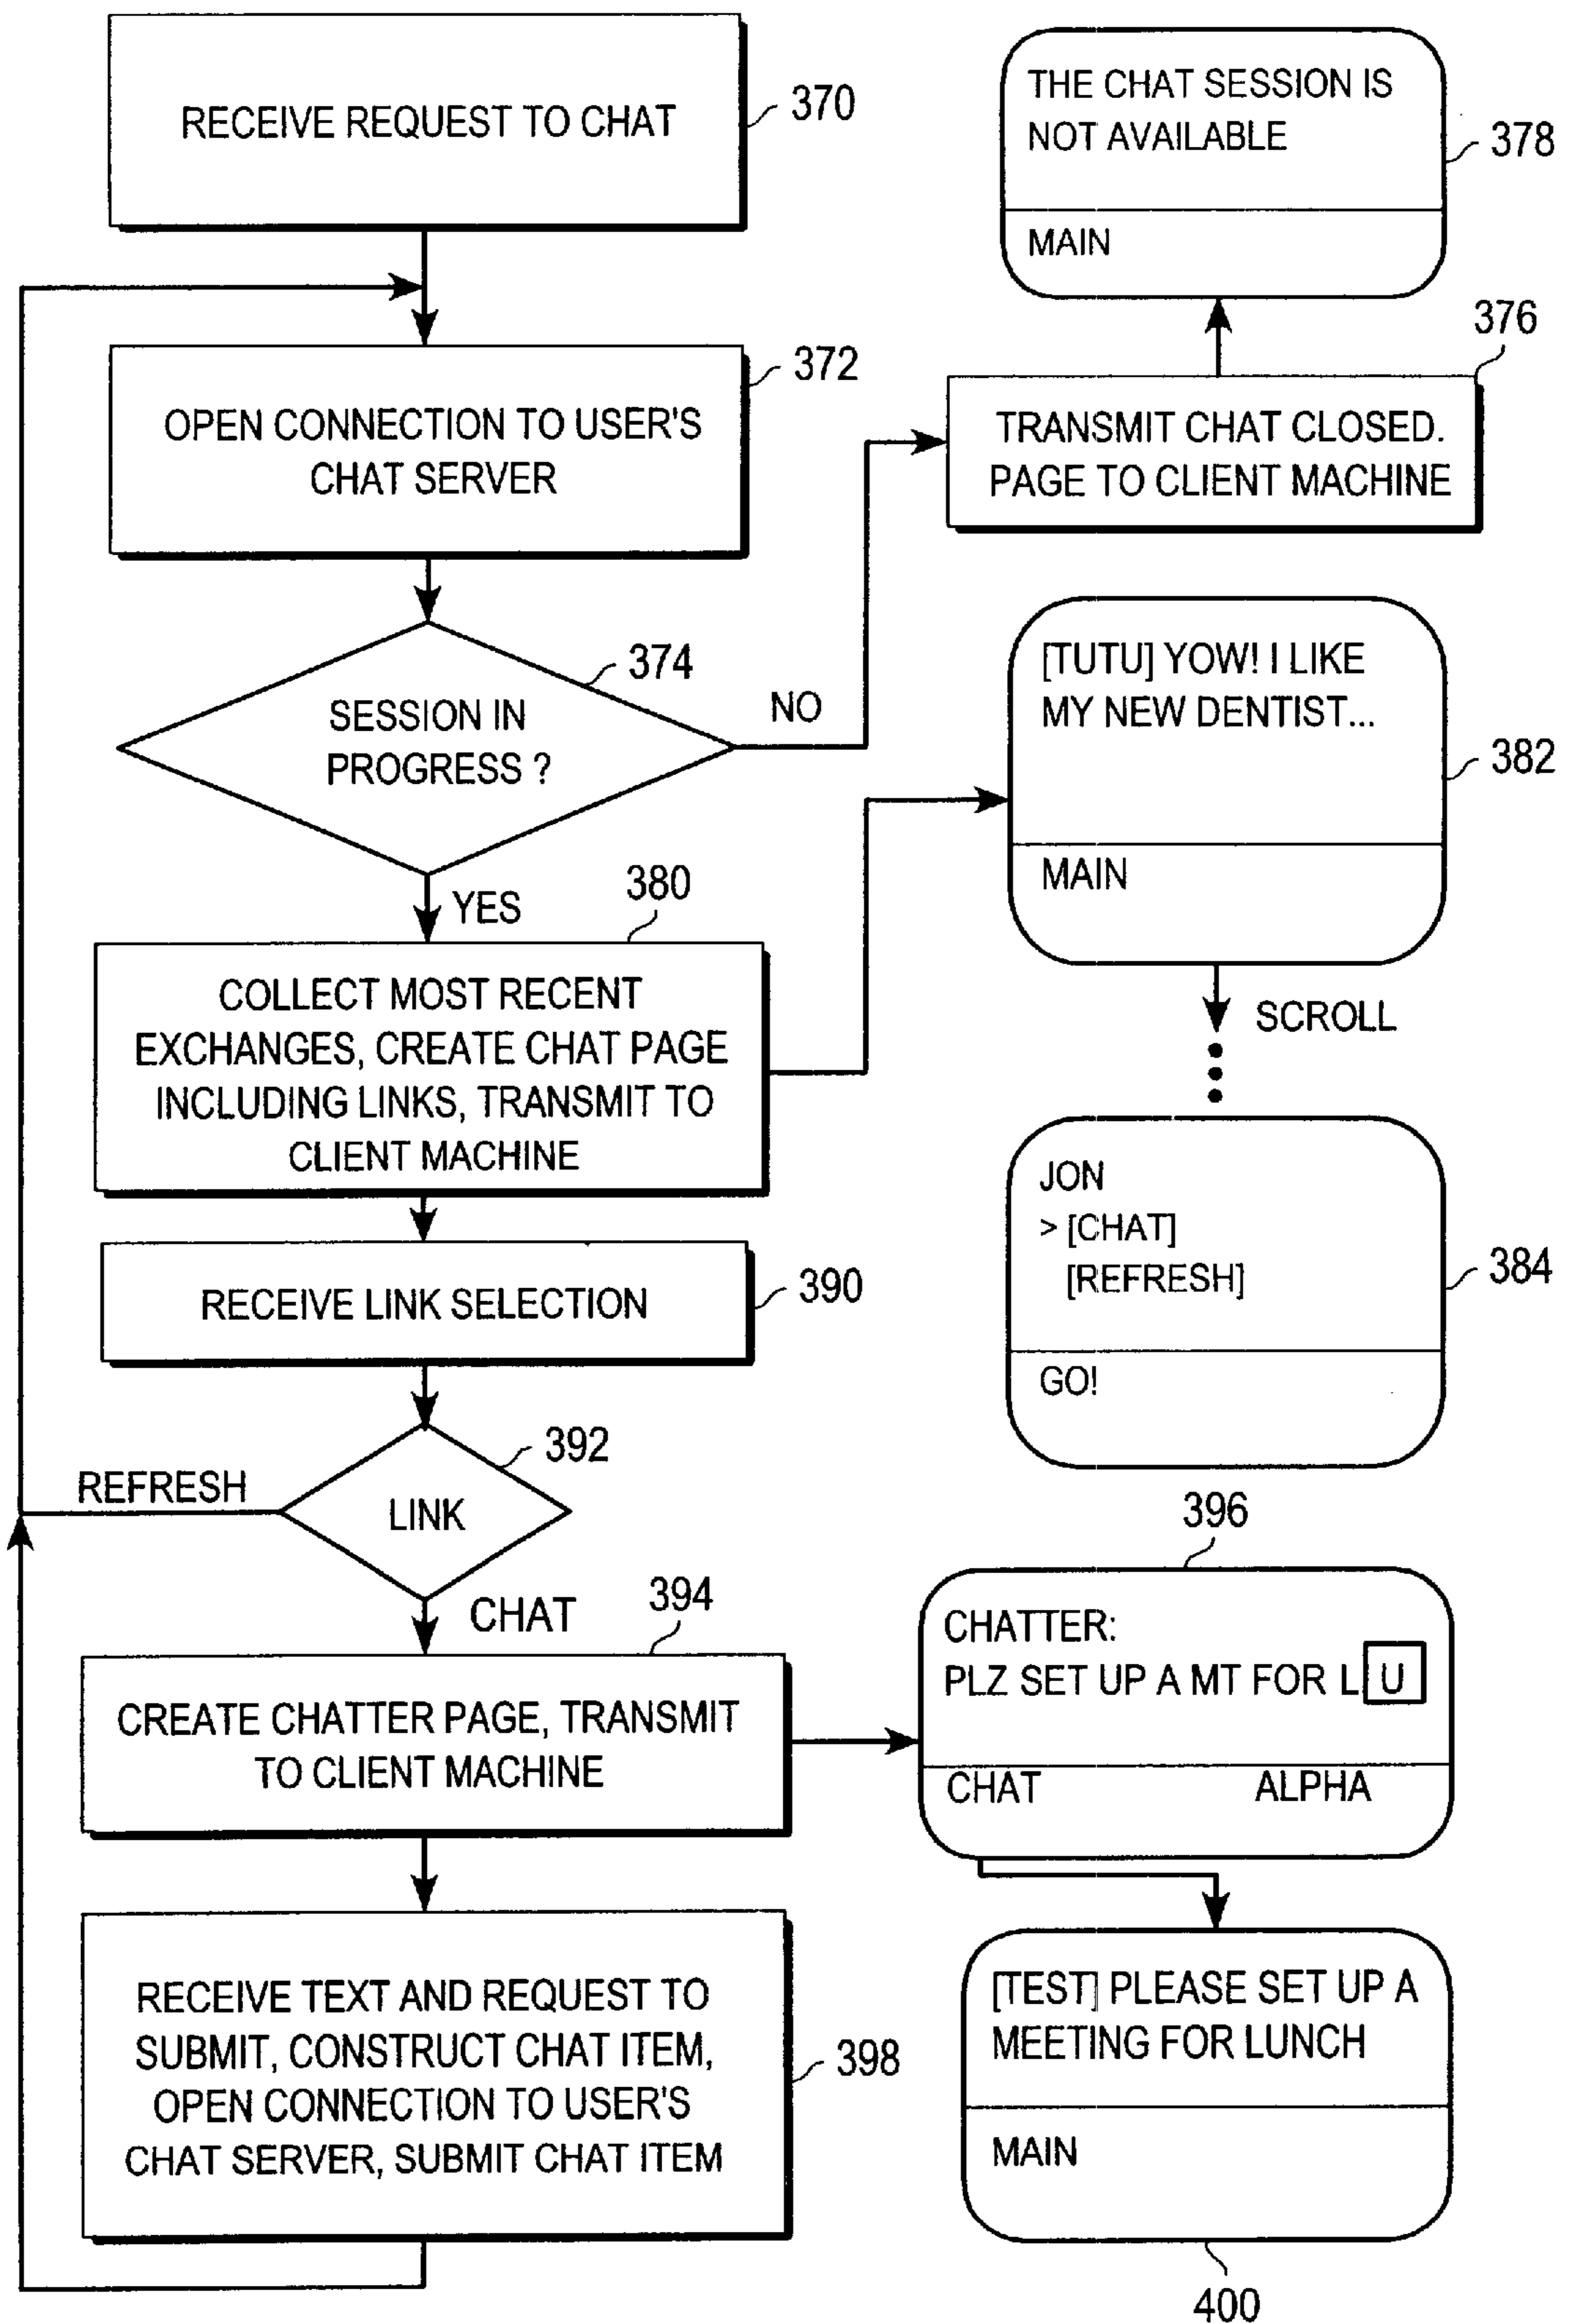 RECEIVE REQUEST TO CHAT
370
THE CHAT SESSION IS
NOT AVAILABLE
378
MAIN
OPEN CONNECTION TO USER'S
CHAT SERVER
372
376
TRANSMIT CHAT CLOSED.
PAGE TO CLIENT MACHINE
SESSION IN
PROGRESS ?
374
NO
YES
[TUTU] YOW! I LIKE
MY NEW DENTIST...
382
MAIN
SCROLL
380
COLLECT MOST RECENT
EXCHANGES, CREATE CHAT PAGE
INCLUDING LINKS, TRANSMIT TO
CLIENT MACHINE
JON
> [CHAT]
[REFRESH]
384
GO!
RECEIVE LINK SELECTION
390
392
LINK
REFRESH
CHAT
394
CREATE CHATTER PAGE, TRANSMIT
TO CLIENT MACHINE
396
CHATTER:
PLZ SET UP A MT FOR L U
CHAT ALPHA
RECEIVE TEXT AND REQUEST TO
SUBMIT, CONSTRUCT CHAT ITEM,
OPEN CONNECTION TO USER'S
CHAT SERVER, SUBMIT CHAT ITEM
398
[TEST] PLEASE SET UP A
MEETING FOR LUNCH
MAIN
400